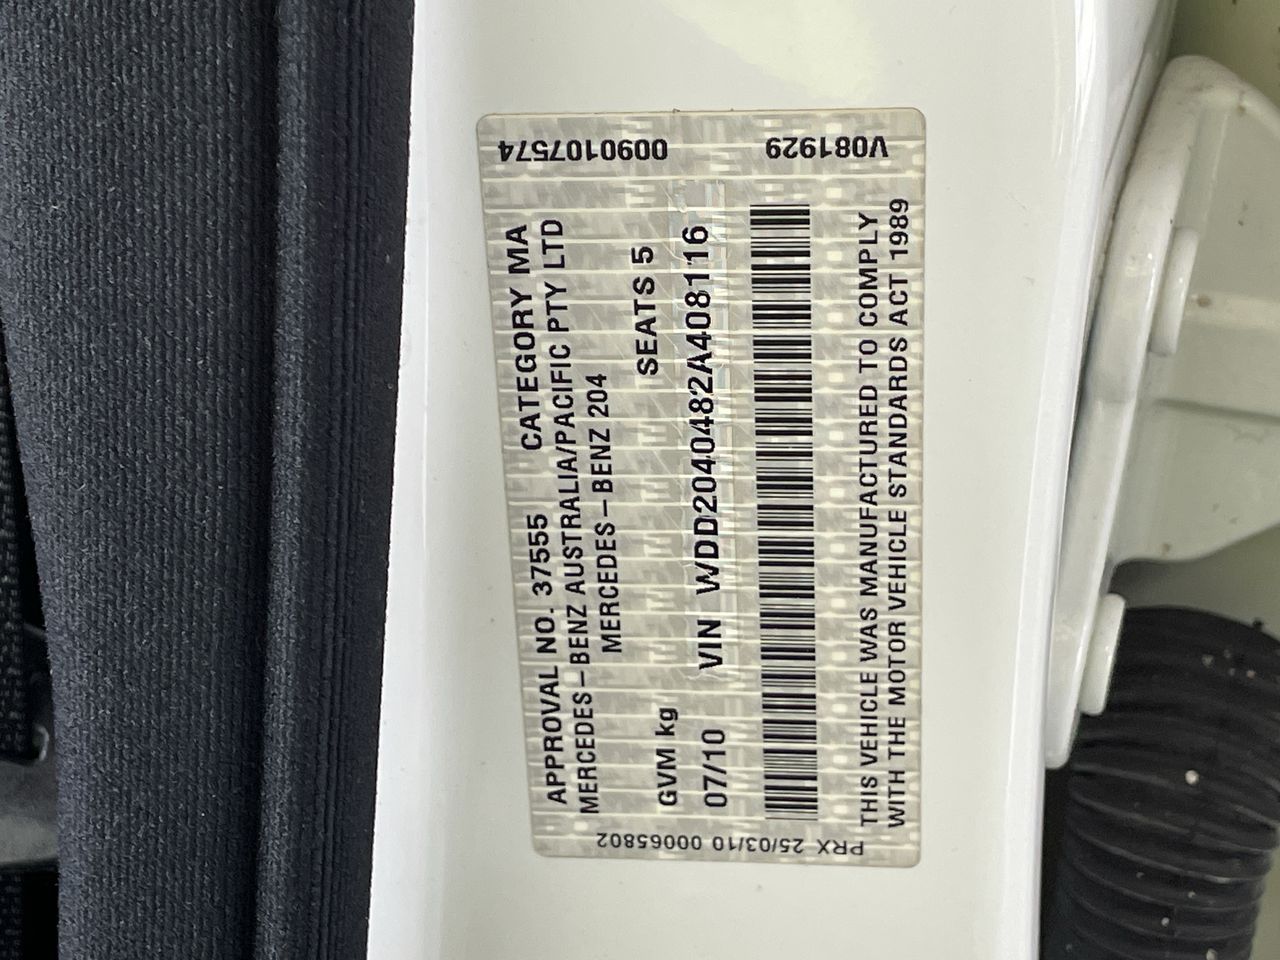 APPROVAL NO. 37555 CATEGORY MA
MERCEDES-BENZ AUSTRALIA/PACIFIC PTY LTD
MERCEDES-BENZ 204
GVM kg SEATS 5
07/10 VIN WDD2040482A408116
THIS VEHICLE WAS MANUFACTURED TO COMPLY
WITH THE MOTOR VEHICLE STANDARDS ACT 1989
0090107574 V081929
PRX 25/03/10 00065802